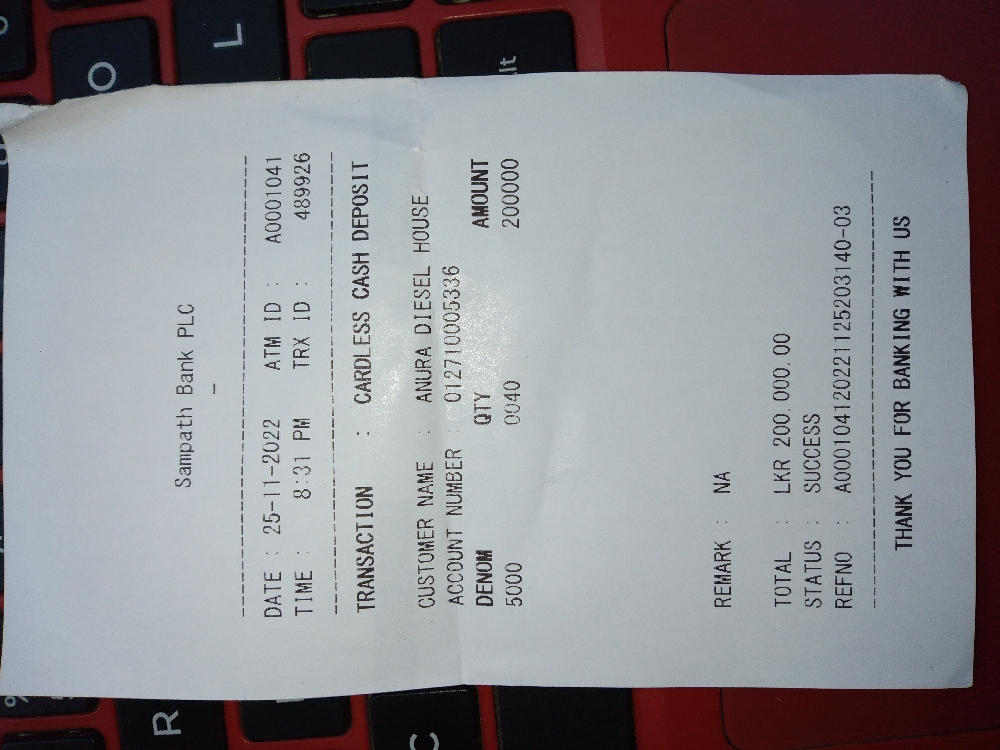 Sampath Bank PLC
DATE : 25-11-2022 ATM ID : A0001041
TIME : 8:31 PM TRX ID : 489926
TRANSACTION : CARDLESS CASH DEPOSIT
CUSTOMER NAME : ANURA DIESEL HOUSE
ACCOUNT NUMBER : 012710005336
DENOM QTY AMOUNT
5000 0040 200000
REMARK : NA
TOTAL : LKR 200,000.00
STATUS : SUCCESS
REFNO : A00010412022112520314​0-03
THANK YOU FOR BANKING WITH US
O
L
R
C